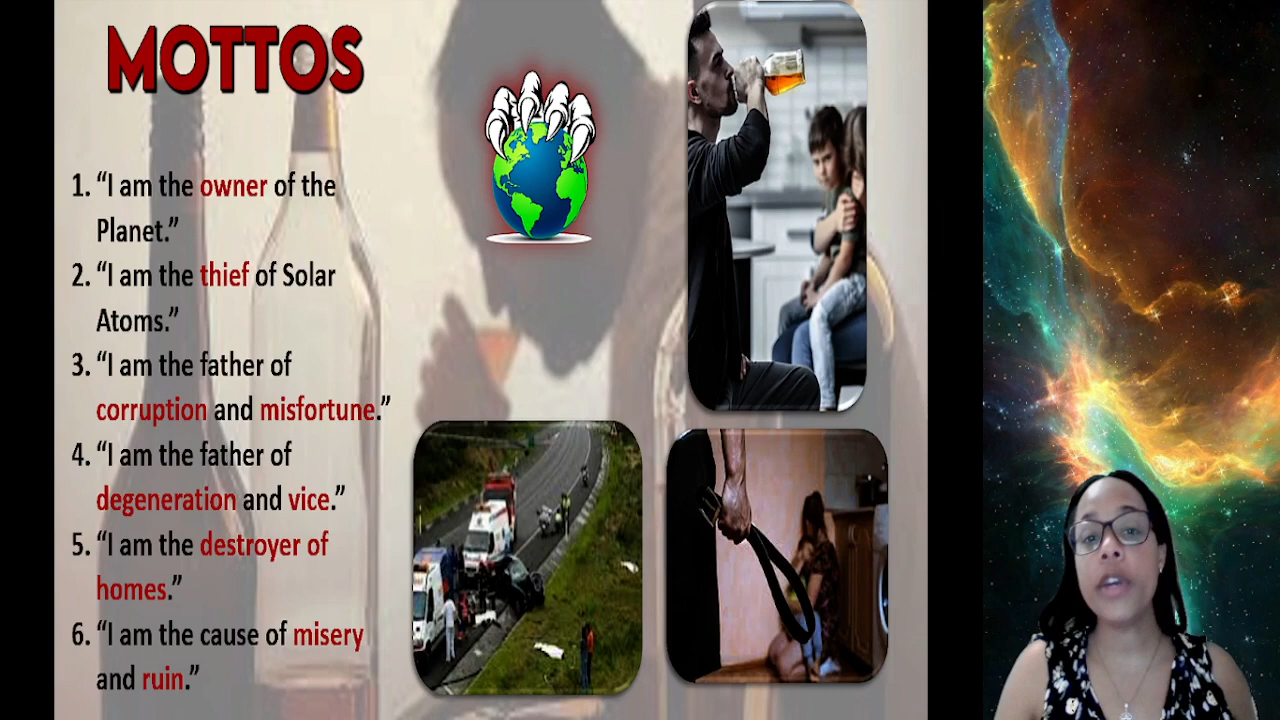 MOTTOS
1. “I am the owner of the
Planet.”
2. “I am the thief of Solar
Atoms.”
3. “I am the father of
corruption and misfortune.”
4. “I am the father of
degeneration and vice.”
5. “I am the destroyer of
homes.”
6. “I am the cause of misery
and ruin.”